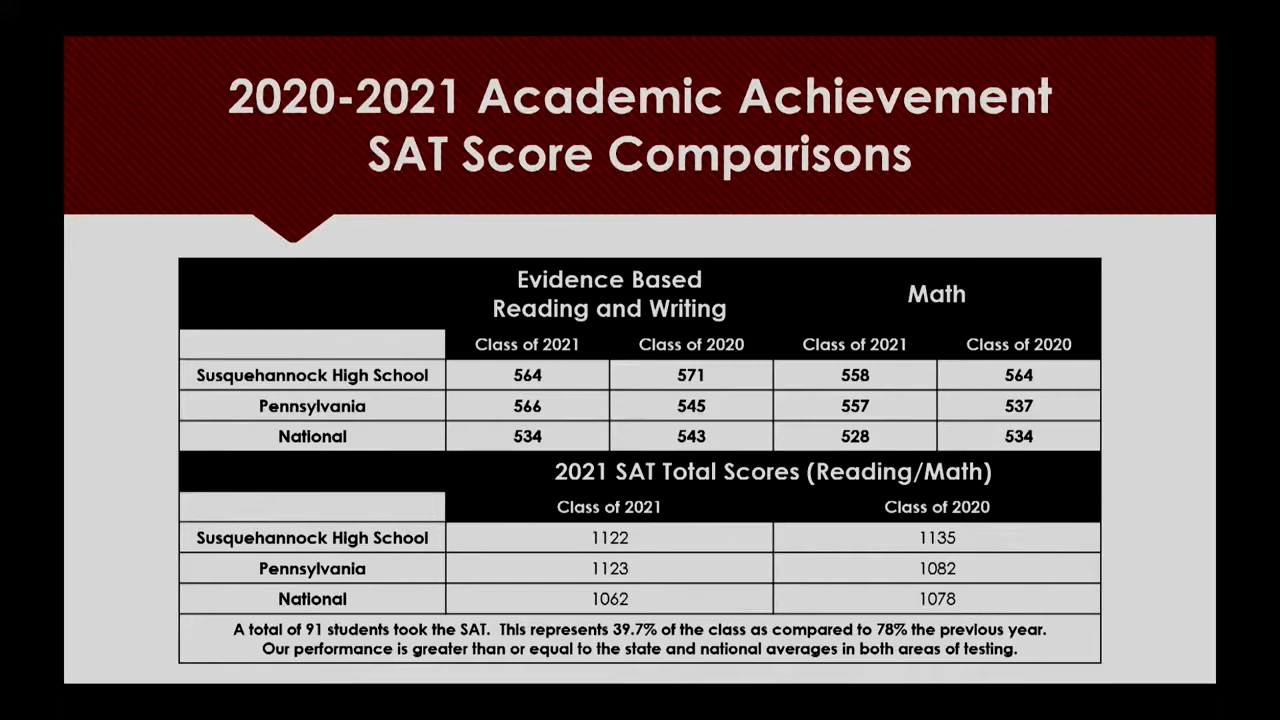 2020-2021 Academic Achievement
SAT Score Comparisons
Evidence Based
Reading and Writing
Math
Class of 2021 Class of 2020 Class of 2021 Class of 2020
Susquehannock High School 564 571 558 564
Pennsylvania 566 545 557 537
National 534 543 528 534
2021 SAT Total Scores (Reading/Math)
Class of 2021 Class of 2020
Susquehannock High School 1122 1135
Pennsylvania 1123 1082
National 1062 1078
A total of 91 students took the SAT. This represents 39.7% of the class as compared to 78% the previous year.
Our performance is greater than or equal to the state and national averages in both areas of testing.